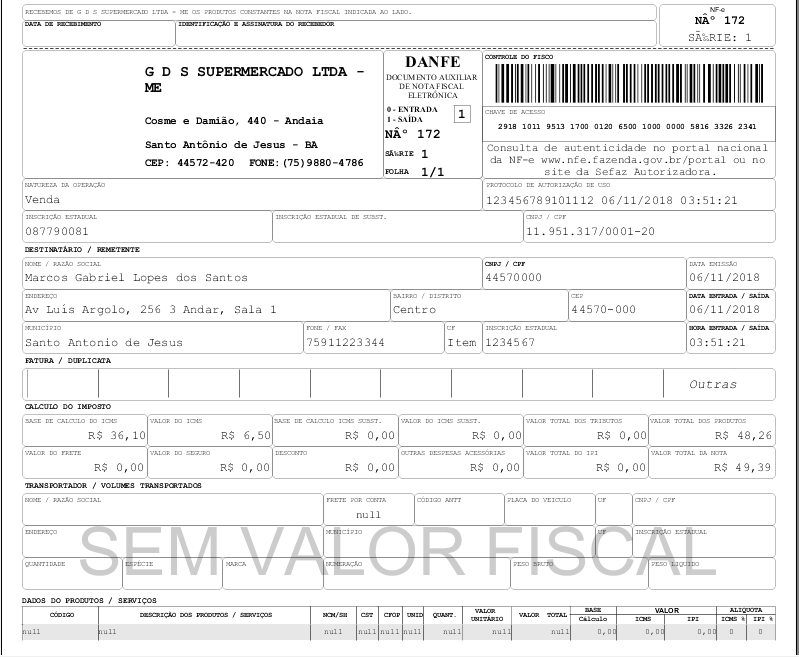 RECEBEMOS DE G D S SUPERMERCADO LTDA - ME OS PRODUTOS CONSTANTES NA NOTA FISCAL INDICADA AO LADO.
NF-e
NÂº 172
SÃ‰RIE: 1
DATA DE RECEBIMENTO
IDENTIFICAÇÃO E ASSINATURA DO RECEBEDOR
G D S SUPERMERCADO LTDA -
ME
Cosme e Damião, 440 - Andaia
Santo Antônio de Jesus - BA
CEP: 44572-420 FONE:(75)9880-4786
DANFE
DOCUMENTO AUXILIAR
DE NOTA FISCAL
ELETRÔNICA
0 - ENTRADA
1 - SAÍDA
1
NÂº 172
SÃ‰RIE 1
FOLHA 1/1
CONTROLE DO FISCO
CHAVE DE ACESSO
2918 1011 9513 1700 0120 6500 1000 0000 5816 3326 2341
Consulta de autenticidade no portal nacional
da NF-e www.nfe.fazenda.gov.br/portal ou no
site da Sefaz Autorizadora.
NATUREZA DA OPERAÇÃO
Venda
PROTOCOLO DE AUTORIZAÇÃO DE USO
123456789101112 06/11/2018 03:51:21
INSCRIÇÃO ESTADUAL
087790081
INSCRIÇÃO ESTADUAL DE SUBST.
CNPJ / CPF
11.951.317/0001-20
DESTINATÁRIO / REMETENTE
NOME / RAZÃO SOCIAL
Marcos Gabriel Lopes dos Santos
CNPJ / CPF
44570000
DATA EMISSÃO
06/11/2018
ENDEREÇO
Av Luís Argolo, 256 3 Andar, Sala 1
BAIRRO / DISTRITO
Centro
CEP
44570-000
DATA ENTRADA / SAÍDA
06/11/2018
MUNICÍPIO
Santo Antonio de Jesus
FONE / FAX
75911223344
UF
Item
INSCRIÇÃO ESTADUAL
1234567
HORA ENTRADA / SAÍDA
03:51:21
FATURA / DUPLICATA
Outras
CALCULO DO IMPOSTO
BASE DE CALCULO DO ICMS
R$ 36,10
VALOR DO ICMS
R$ 6,50
BASE DE CALCULO ICMS SUBST.
R$ 0,00
VALOR DO ICMS SUBST.
R$ 0,00
VALOR TOTAL DOS TRIBUTOS
R$ 0,00
VALOR TOTAL DOS PRODUTOS
R$ 48,26
VALOR DO FRETE
R$ 0,00
VALOR DO SEGURO
R$ 0,00
DESCONTO
R$ 0,00
OUTRAS DESPESAS ACESSÓRIAS
R$ 0,00
VALOR TOTAL DO IPI
R$ 0,00
VALOR TOTAL DA NOTA
R$ 49,39
TRANSPORTADOR / VOLUMES TRANSPORTADOS
NOME / RAZÃO SOCIAL
FRETE POR CONTA
null
CÓDIGO ANTT
PLACA DO VEICULO
UF
CNPJ / CPF
ENDEREÇO
MUNICÍPIO
UF
INSCRIÇÃO ESTADUAL
SEM VALOR FISCAL
QUANTIDADE
ESPÉCIE
MARCA
NUMERAÇÃO
PESO BRUTO
PESO LIQUIDO
DADOS DO PRODUTOS / SERVIÇOS
CÓDIGO
DESCRIÇÃO DOS PRODUTOS / SERVIÇOS
NCM/SH
CST
CFOP
UNID
QUANT.
VALOR
UNITÁRIO
VALOR TOTAL
BASE
Cálculo
VALOR
ICMS
IPI
ALIQUOTA
ICMS %
IPI %
null null null null null null null null null 0,00 0,00 0,00 0 0